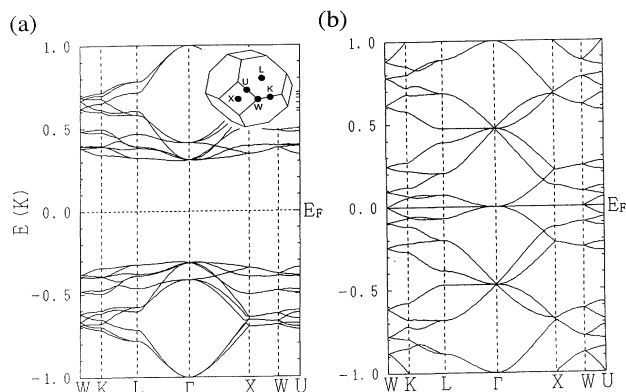 (a)
(b)
1. 0
0. 5
0. 0
-0. 5
-1. 0
E (K)
L
U
K
X
W
E_F
W K L Γ X W U
1. 0
0. 5
0. 0
-0. 5
-1. 0
E_F
W K L Γ X W U